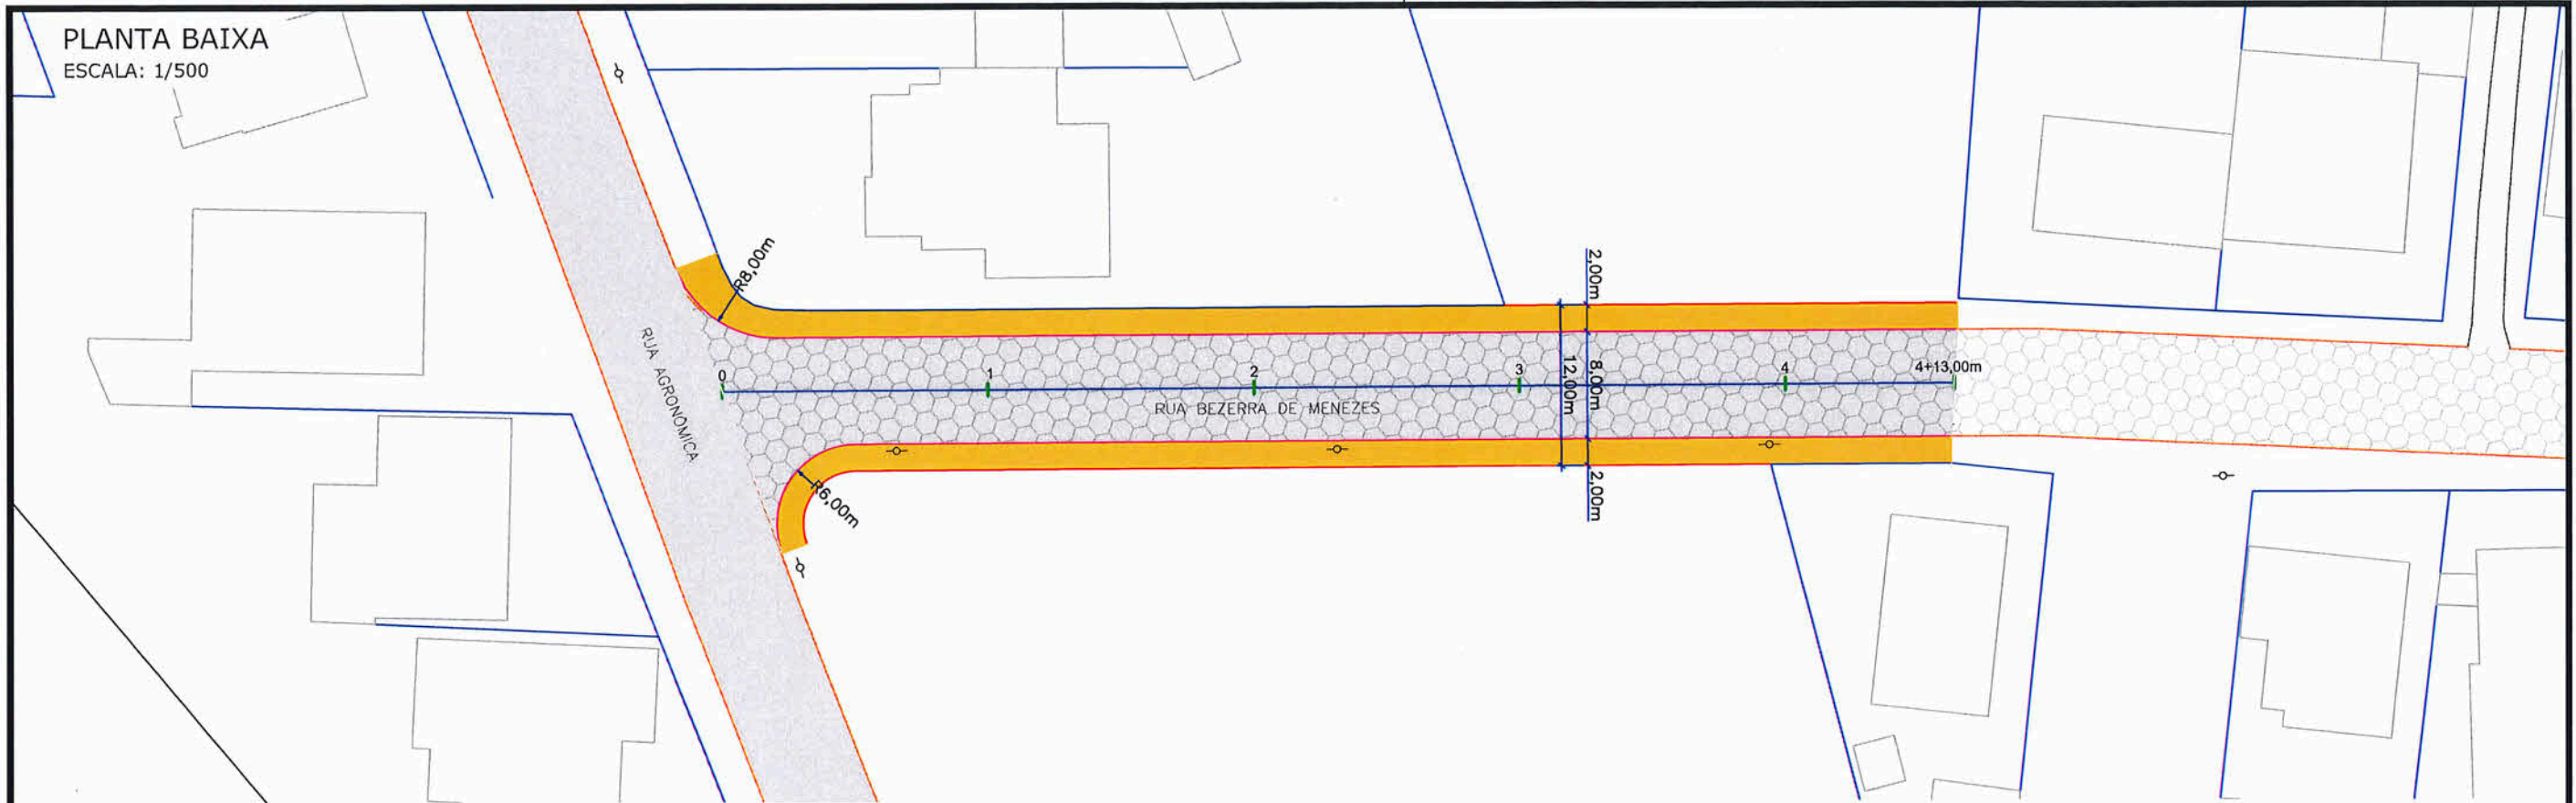 PLANTA BAIXA
ESCALA: 1/500
R8,00m
2,00m
RUA AGRONÔMICA
0
1
2
3
12,00m
8,00m
4
4+13,00m
RUA BEZERRA DE MENEZES
R6,00m
2,00m